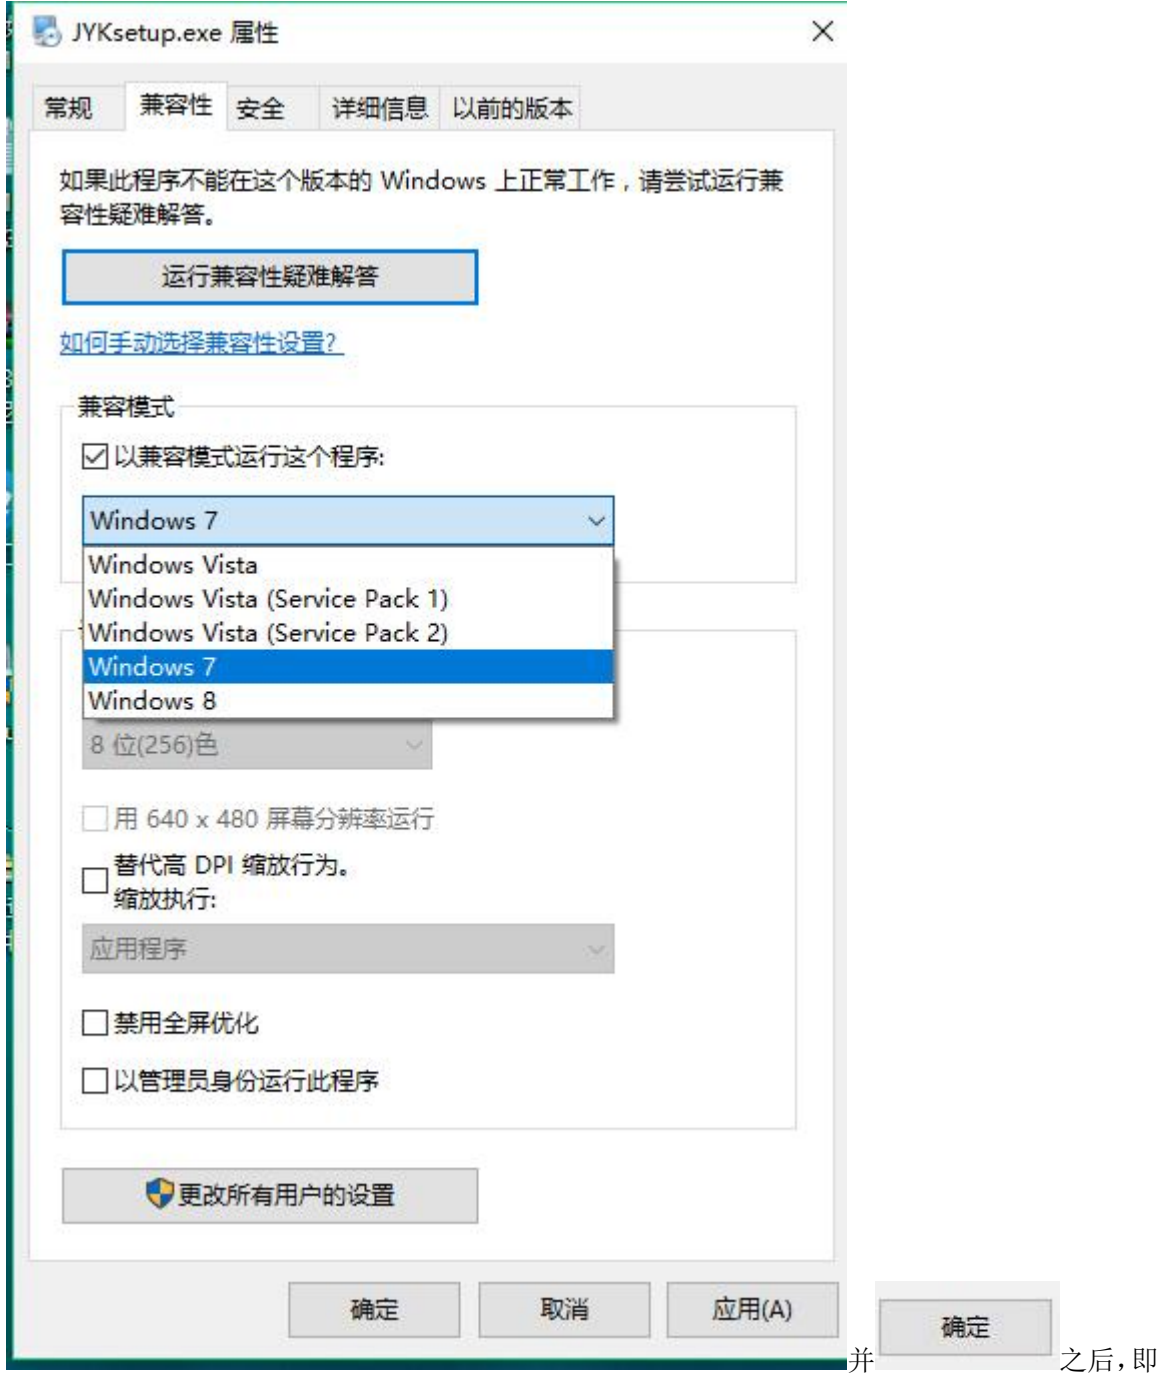 JYKsetup.exe 属性
常规 兼容性 安全 详细信息 以前的版本
如果此程序不能在这个版本的 Windows 上正常工作，请尝试运行兼
容性疑难解答。
运行兼容性疑难解答
如何手动选择兼容性设置?
兼容模式
以兼容模式运行这个程序:
Windows 7
Windows Vista
Windows Vista (Service Pack 1)
Windows Vista (Service Pack 2)
Windows 7
Windows 8
8 位(256)色
用 640 x 480 屏幕分辨率运行
替代高 DPI 缩放行为。
缩放执行:
应用程序
禁用全屏优化
以管理员身份运行此程序
更改所有用户的设置
确定 取消 应用(A)
并 确定 之后，即